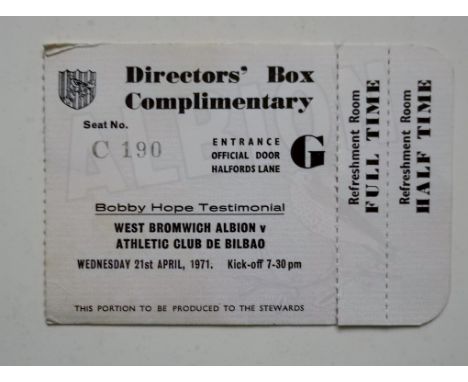 Directors' Box
Complimentary
Seat No.
C 190
ENTRANCE
OFFICIAL DOOR
HALFORDS LANE
G
Bobby Hope Testimonial
WEST BROMWICH ALBION v
ATHLETIC CLUB DE BILBAO
WEDNESDAY 21st APRIL, 1971. Kick-off 7-30 pm
THIS PORTION TO BE PRODUCED TO THE STEWARDS
Refreshment Room
FULL TIME
Refreshment Room
HALF TIME
ALBION